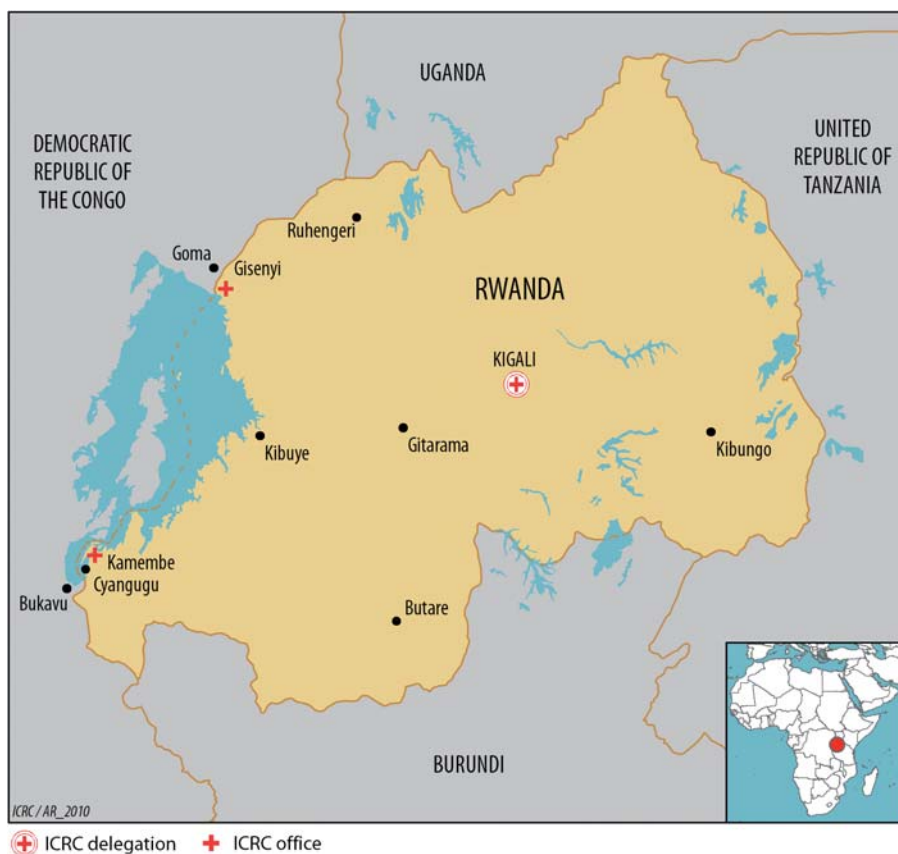 UGANDA
DEMOCRATIC
REPUBLIC OF
THE CONGO
UNITED
REPUBLIC OF
TANZANIA
Ruhengeri
Goma
Gisenyi
RWANDA
KIGALI
Kibuye
Gitarama
Kibungo
Kamembe
Cyangugu
Bukavu
Butare
BURUNDI
ICRC / AR_2010
ICRC delegation
ICRC office